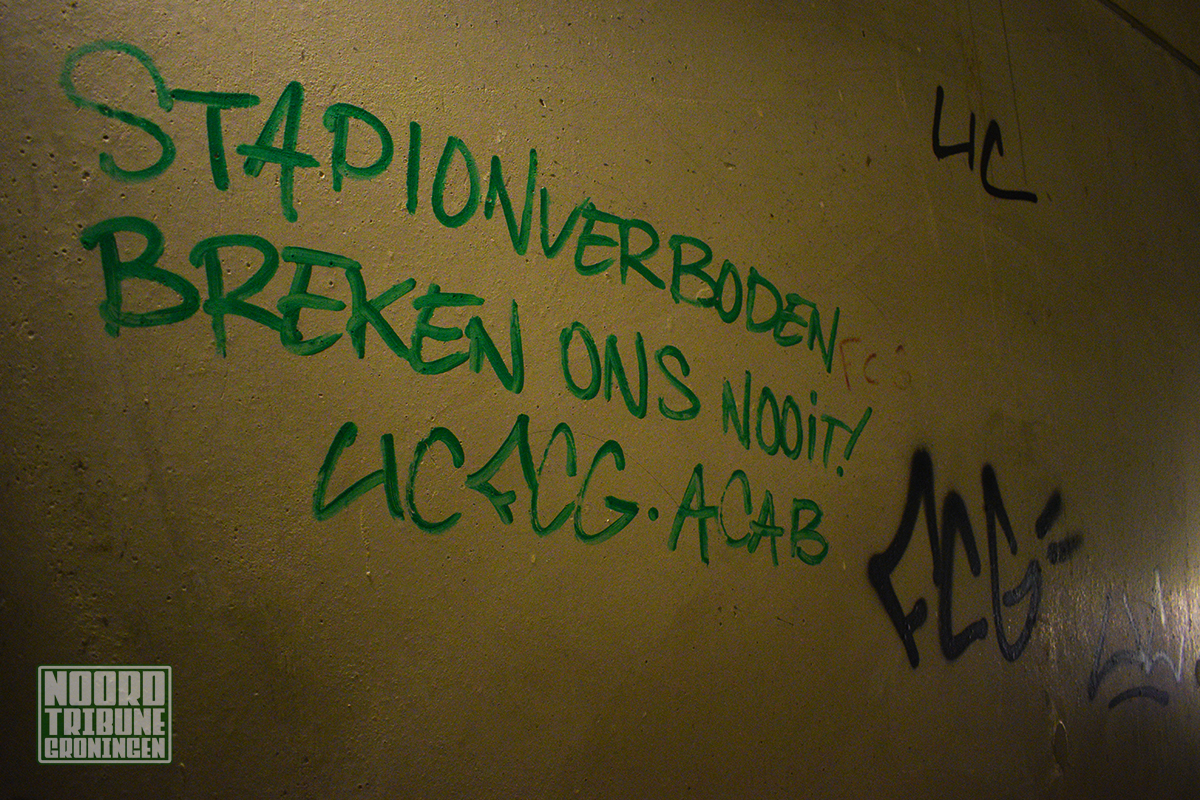 STADIONVERBODEN
BREKEN ONS NOOIT!
UC FCG. ACAB
UC
FCG
FCG
NOORD
TRIBUNE
GRONINGEN